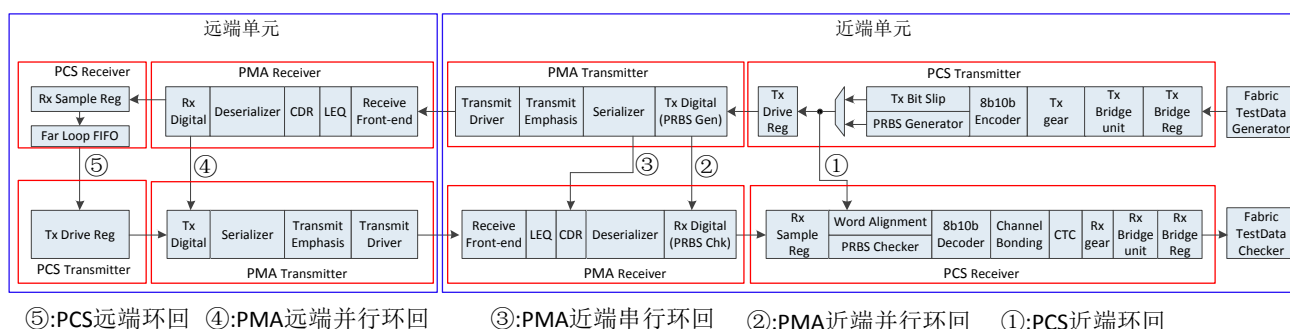 远端单元
近端单元
PCS Receiver
PMA Receiver
PMA Transmitter
PCS Transmitter
Rx Sample Reg
Far Loop FIFO
Rx
Digital
Deserializer
CDR
LEQ
Receive
Front-end
Transmit
Driver
Transmit
Emphasis
Serializer
Tx Digital
(PRBS Gen)
Tx
Drive
Reg
Tx Bit Slip
PRBS Generator
8b10b
Encoder
Tx
gear
Tx
Bridge
unit
Tx
Bridge
Reg
Fabric
TestData
Generator
⑤
④
③
②
①
Tx Drive Reg
PCS Transmitter
Tx
Digital
Serializer
Transmit
Emphasis
Transmit
Driver
PMA Transmitter
Receive
Front-end
LEQ
CDR
Deserializer
Rx Digital
(PRBS Chk)
PMA Receiver
Rx
Sample
Reg
Word Alignment
PRBS Checker
8b10b
Decoder
Channel
Bonding
CTC
Rx
gear
Rx
Bridge
unit
Rx
Bridge
Reg
PCS Receiver
Fabric
TestData
Checker
⑤:PCS远端环回 ④:PMA远端并行环回 ③:PMA近端串行环回 ②:PMA近端并行环回 ①:PCS近端环回